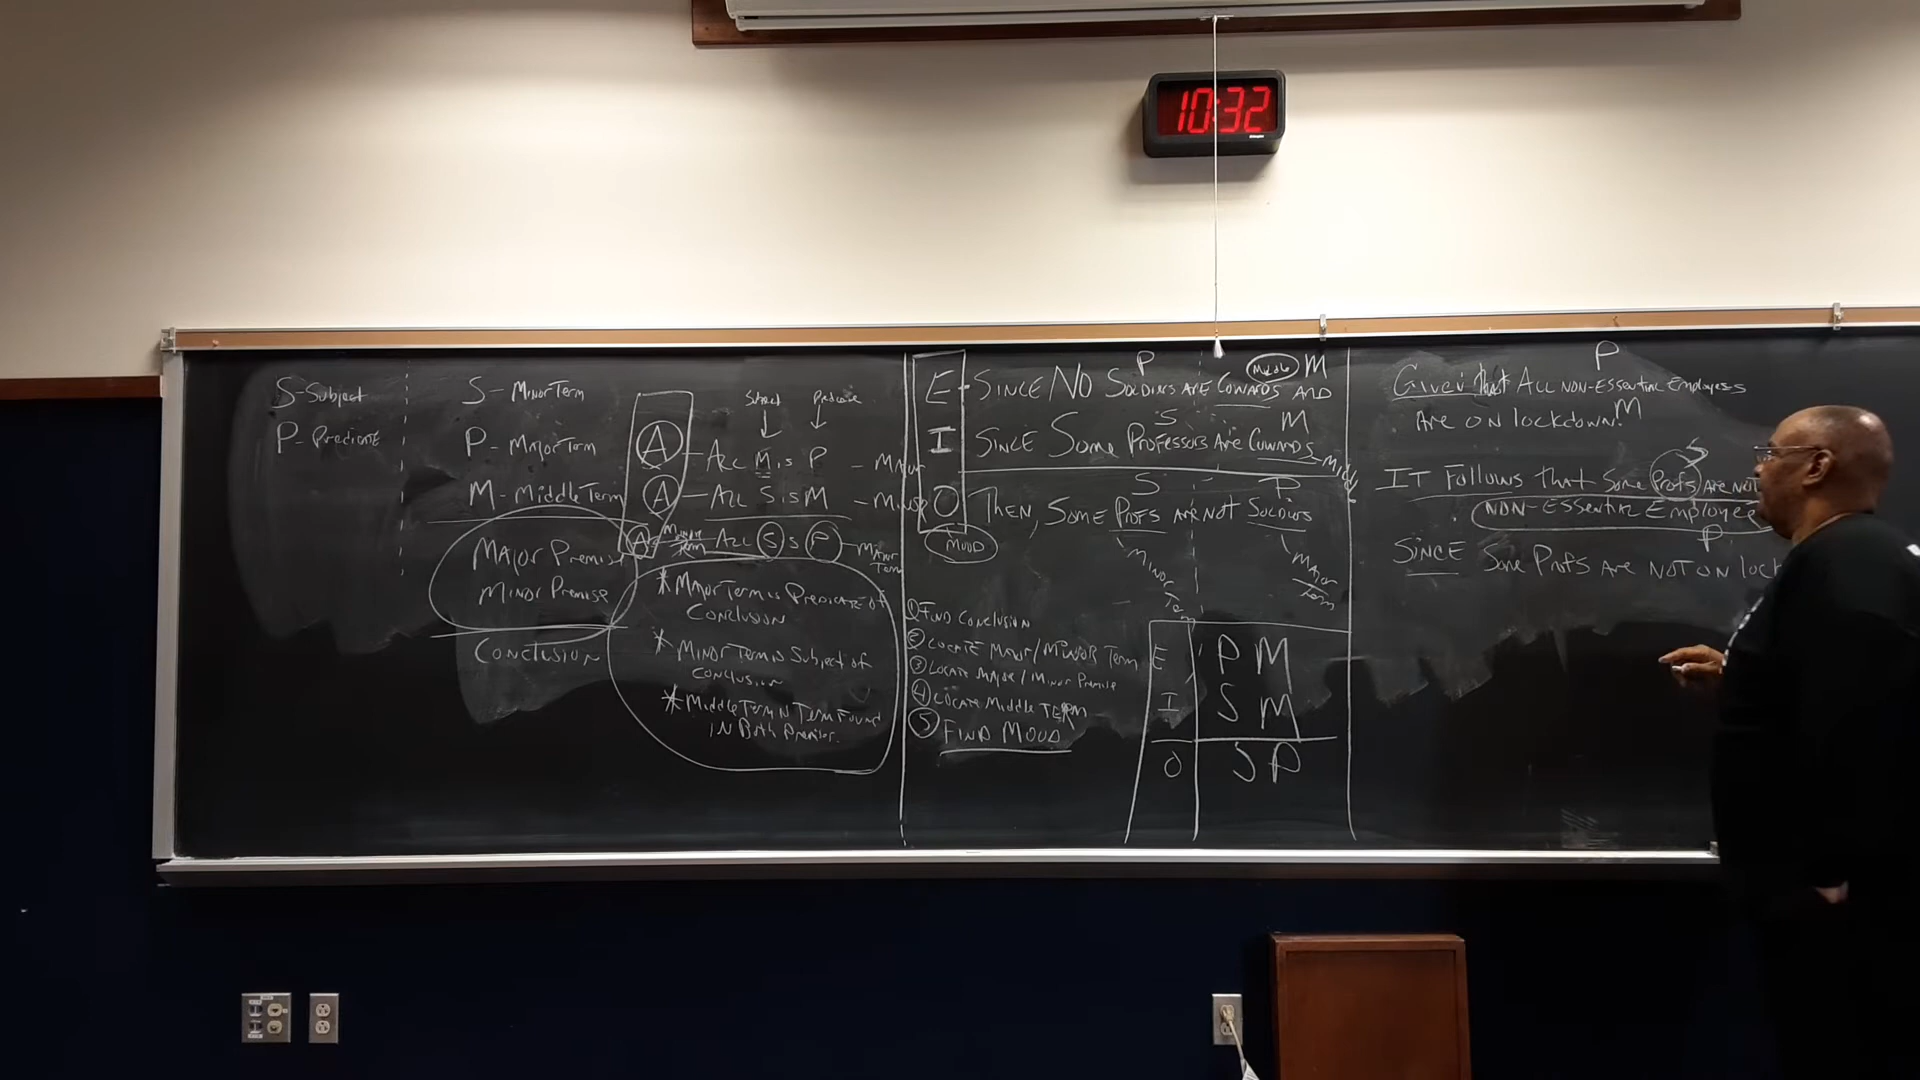 10:32
S-Subject
P-Predicate
S-Minor Term
P-Major Term
M-Middle Term
Major Premise
Minor Premise
Conclusion
Subject Predicate
A - All M is P - Major
A - All S is M - Minor
A All S is P - Major Term
* Major Term is Predicate of
Conclusion
* Minor Term is Subject of
Conclusion
* Middle Term is Term Found
in Both Premises.
P Middle M
E - Since No Soldiers are Cowards and
S M
I Since Some Professors are Cowards
S P
O Then, Some Profs are not Soldiers
Mood
Minor
Major Term
① Find Conclusion
② Locate Major/Minor Term
③ Locate Major/Minor Premise
④ Locate Middle Term
⑤ Find Mood
E P M
I S M
O S P
P
Given that All Non-Essential Employees
are on lockdown. M
S
It Follows that Some Profs are not
Non-Essential Employee
P
Since Some Profs are not on lock